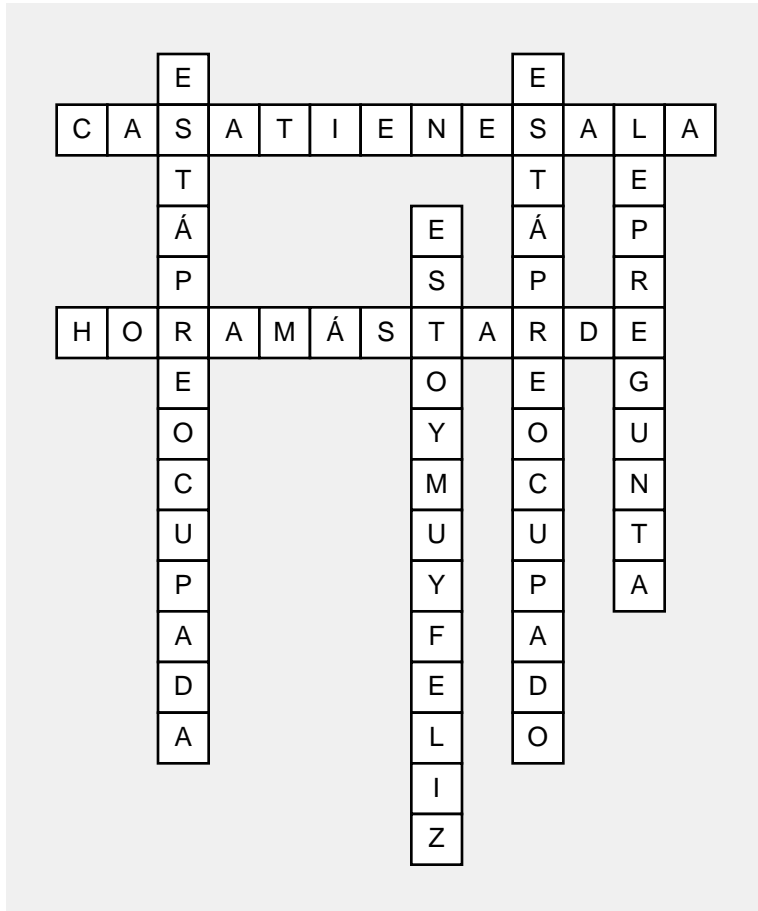 ESTÁPREOCUPADA
ESTÁPREOCUPADO
CASATIENESALA
LEPREGUNTA
ESTOYMUYFELIZ
HORAMÁSTARDE